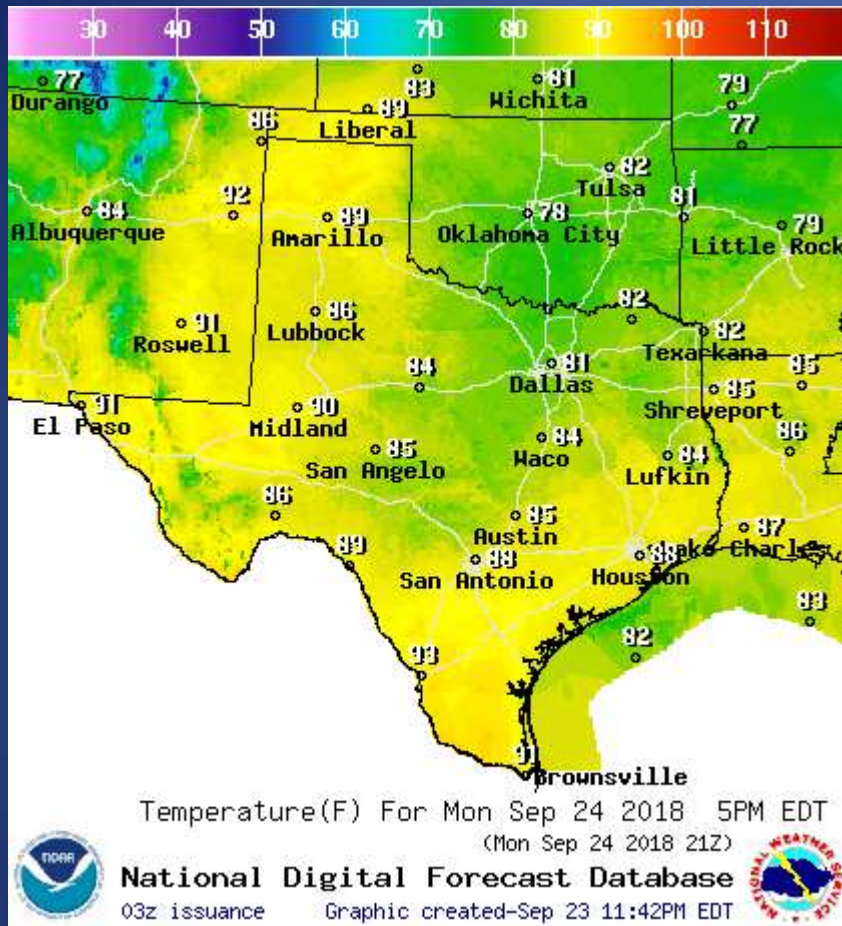 30 40 50 60 70 80 90 100 110
77 83 81 79
Durango 89 Wichita
Liberal
86 77
82
Tulsa
84 92 89 78 81 79
Albuquerque Amarillo Oklahoma City Little Rock
91 86 82 82
Roswell Lubbock Texarkana
84 81 85 85
Dallas Shreveport
91 90
El Paso Midland
85 84 84 86
San Angelo Waco Lufkin
86 85 87
Austin Lake Charles
89 88 88
San Antonio Houston
83
82
93
91
Brownsville
Temperature(F) For Mon Sep 24 2018 5PM EDT
(Mon Sep 24 2018 21Z)
NOAA
National Digital Forecast Database
NATIONAL WEATHER SERVICE
03z issuance Graphic created-Sep 23 11:42PM EDT